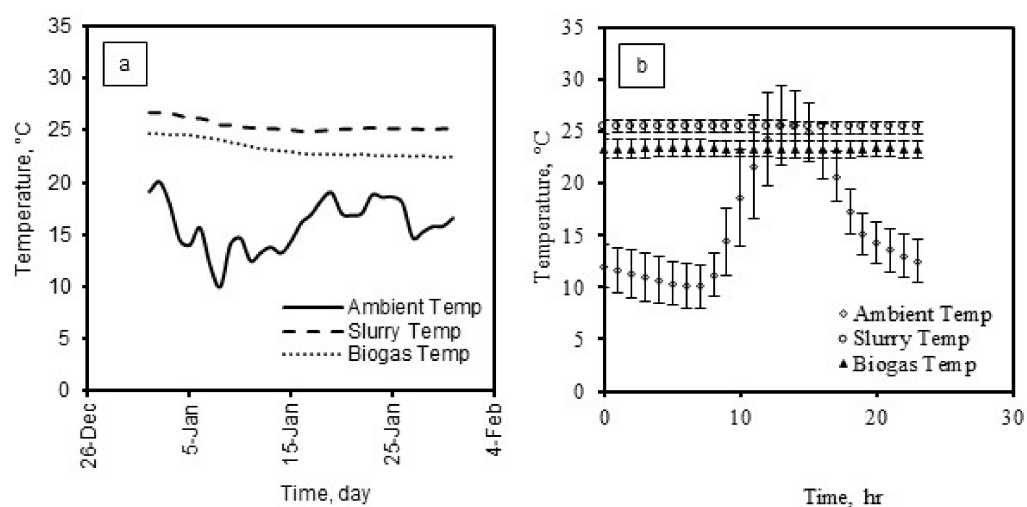 35
30
25
20
15
10
5
0
Temperature, °C
a
Ambient Temp
Slurry Temp
Biogas Temp
26-Dec
5-Jan
15-Jan
25-Jan
4-Feb
Time, day
35
30
25
20
15
10
5
0
Temperature, °C
b
Ambient Temp
Slurry Temp
Biogas Temp
0
10
20
30
Time, hr